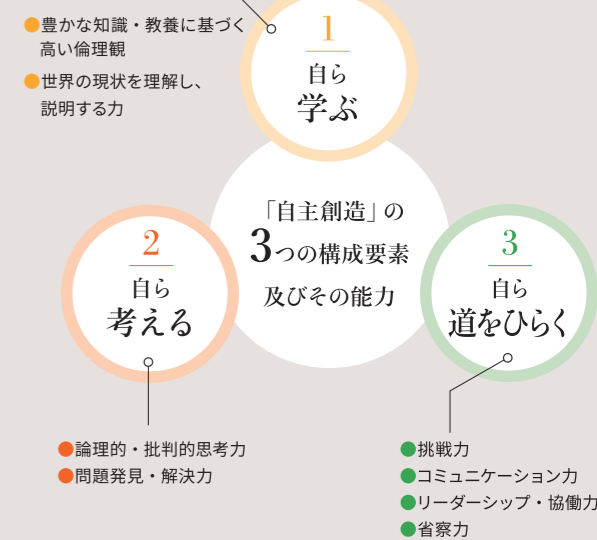 ●豊かな知識・教養に基づく
高い倫理観
●世界の現状を理解し、
説明する力
1
自ら
学ぶ
「自主創造」の
3つの構成要素
及びその能力
2
自ら
考える
3
自ら
道をひらく
●論理的・批判的思考力
●問題発見・解決力
●挑戦力
●コミュニケーション力
●リーダーシップ・協働力
●省察力